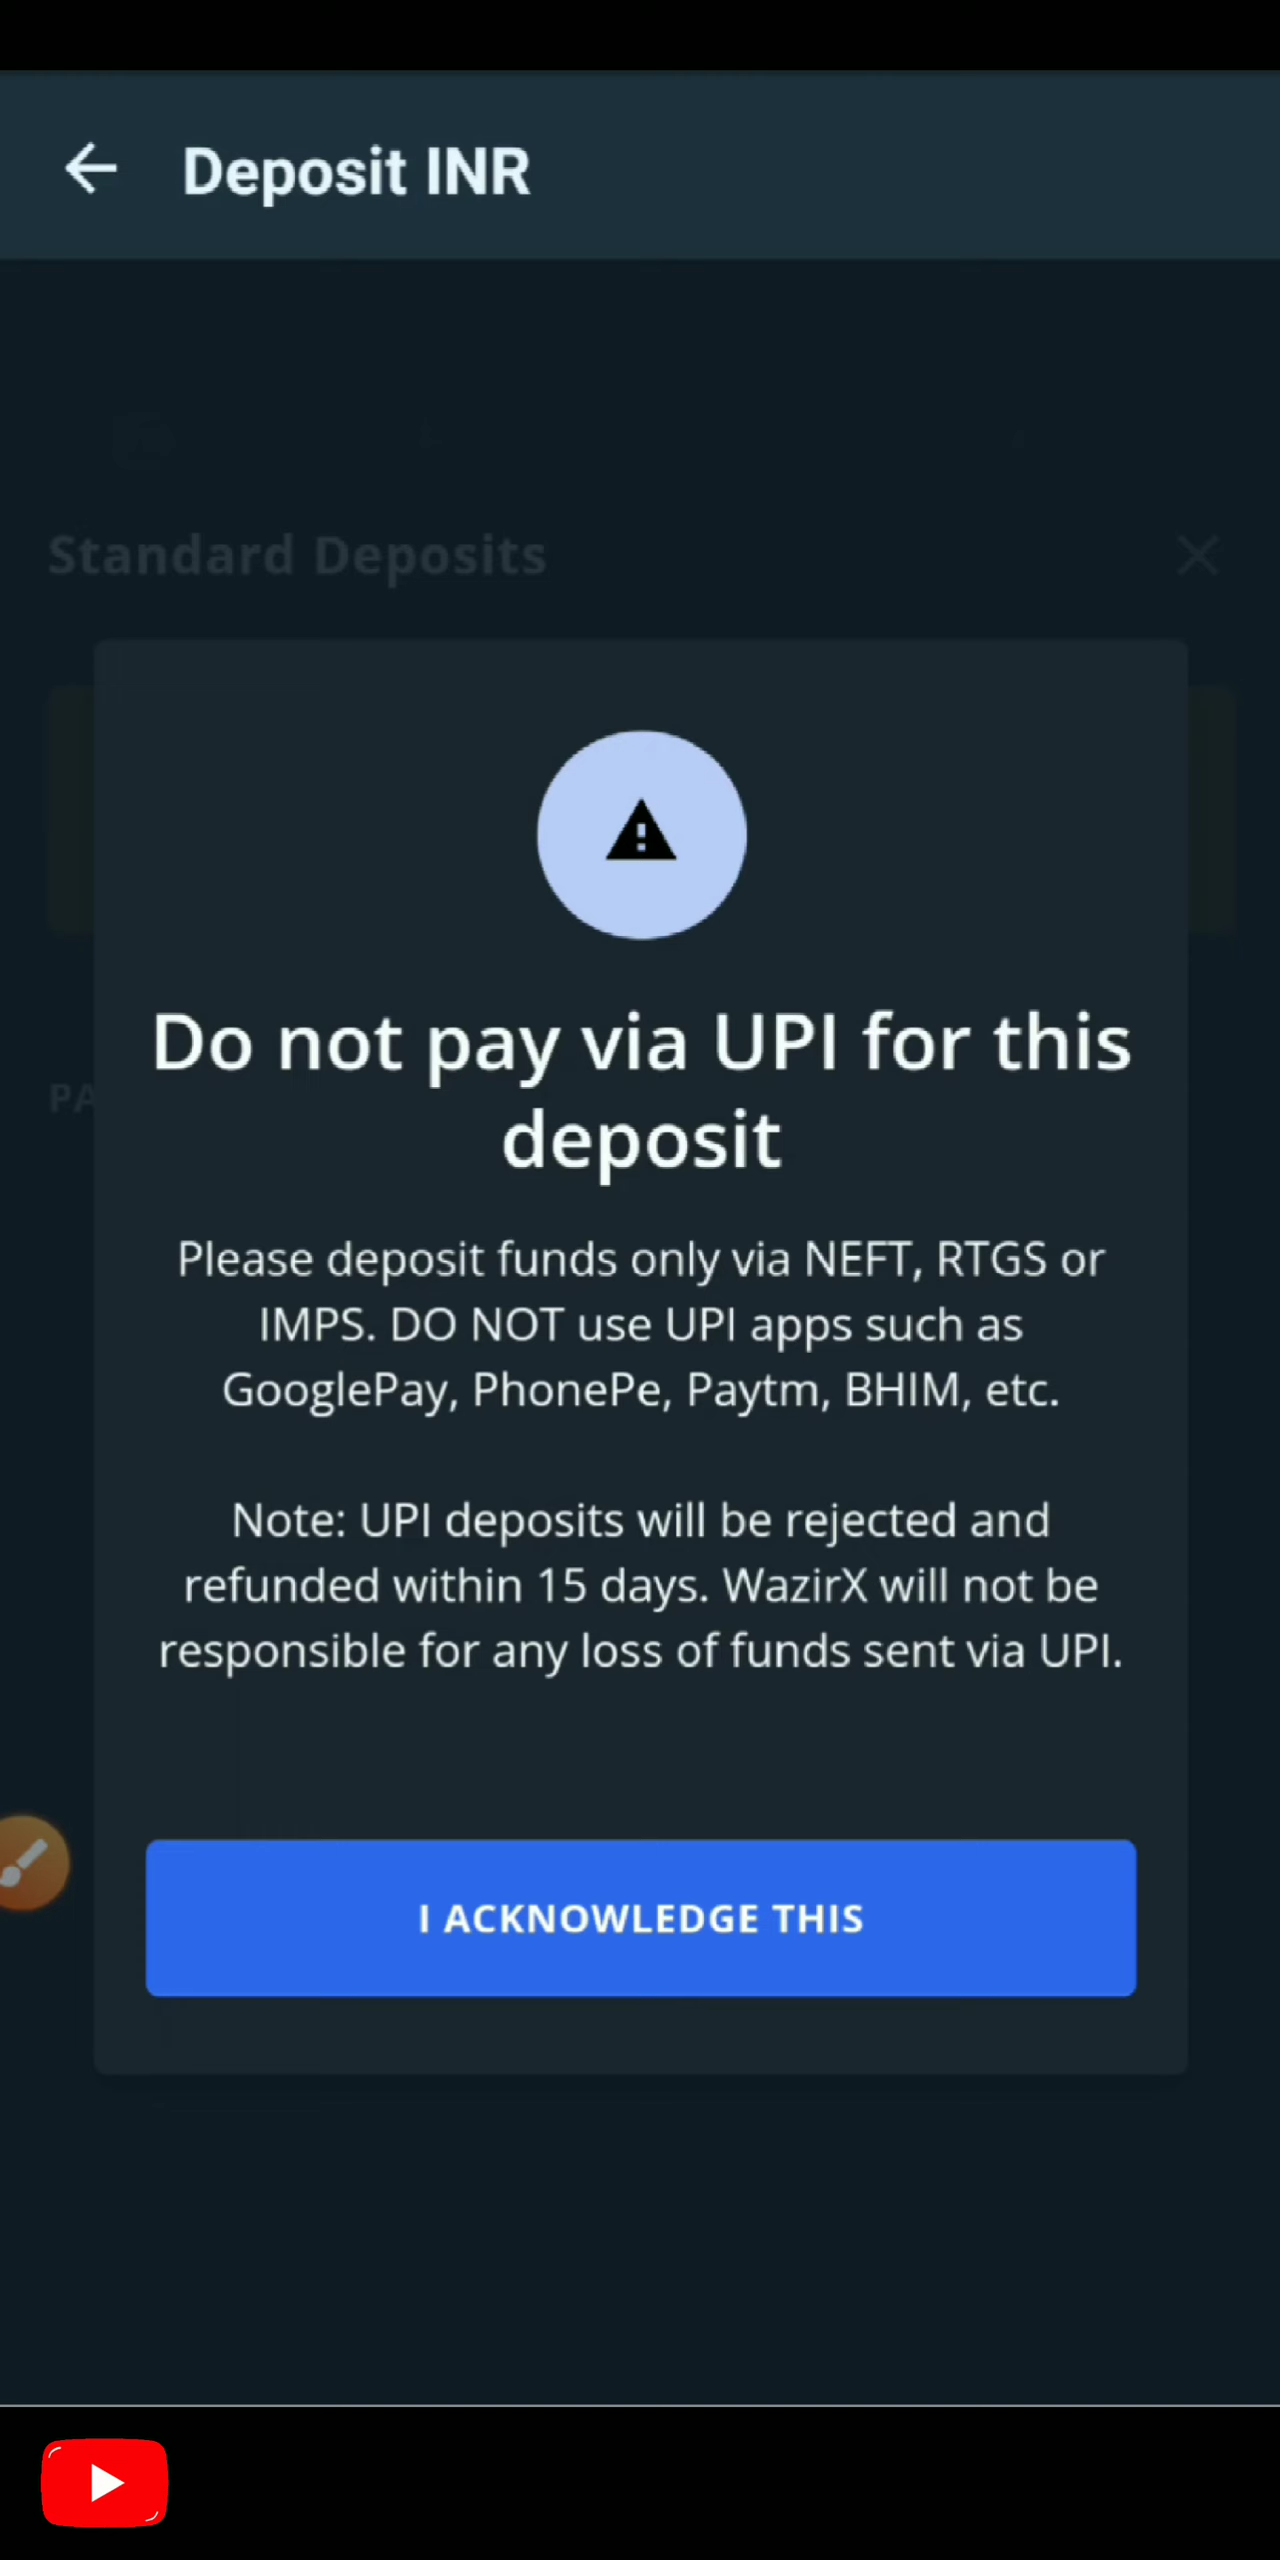 Deposit INR
Standard Deposits
PA
Do not pay via UPI for this
deposit
Please deposit funds only via NEFT, RTGS or
IMPS. DO NOT use UPI apps such as
GooglePay, PhonePe, Paytm, BHIM, etc.
Note: UPI deposits will be rejected and
refunded within 15 days. WazirX will not be
responsible for any loss of funds sent via UPI.
I ACKNOWLEDGE THIS